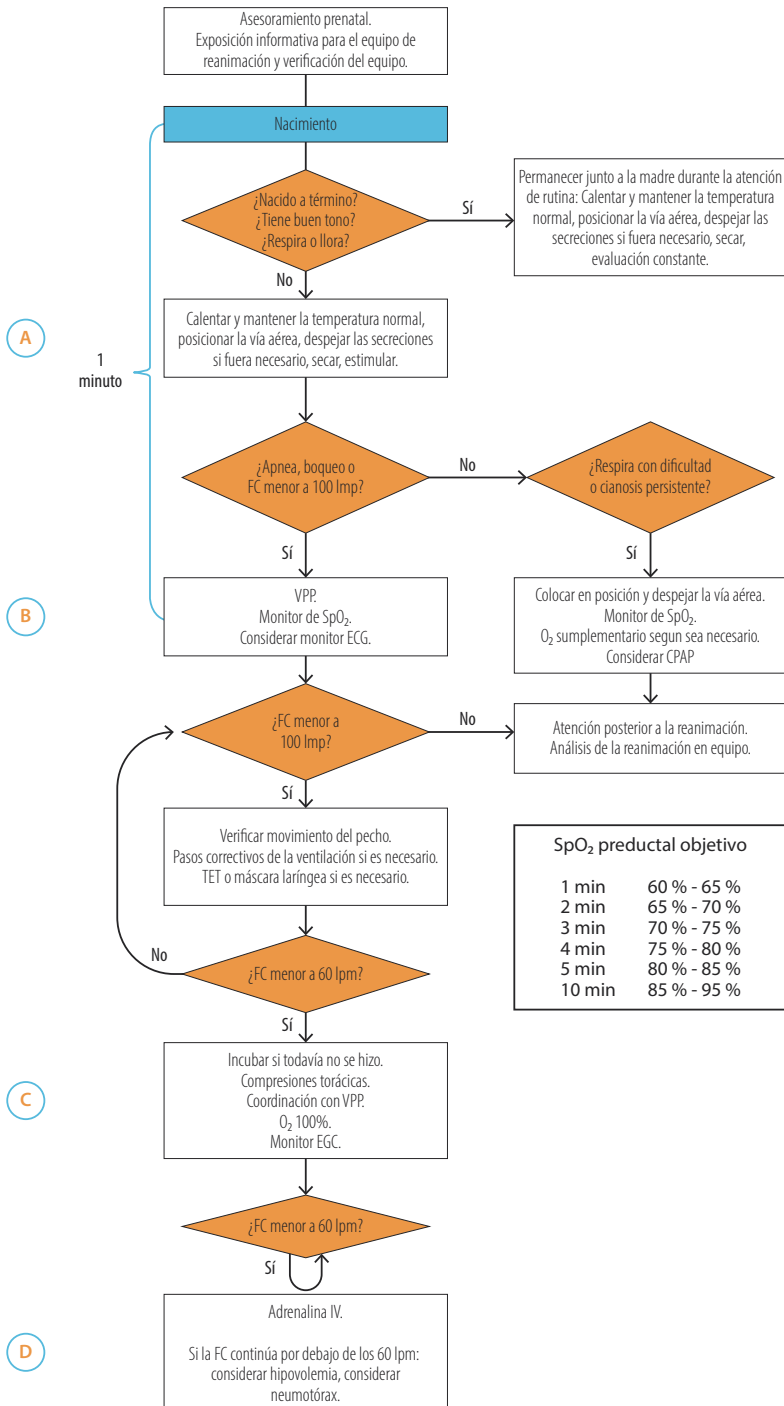 Asesoramiento prenatal.
Exposición informativa para el equipo de
reanimación y verificación del equipo.
Nacimiento
¿Nacido a término?
¿Tiene buen tono?
¿Respira o llora?
Sí
Permanecer junto a la madre durante la atención
de rutina: Calentar y mantener la temperatura
normal, posicionar la vía aérea, despejar las
secreciones si fuera necesario, secar,
evaluación constante.
No
A
1
minuto
Calentar y mantener la temperatura normal,
posicionar la vía aérea, despejar las secreciones
si fuera necesario, secar, estimular.
¿Apnea, boqueo o
FC menor a 100 lmp?
No
¿Respira con dificultad
o cianosis persistente?
Sí
Sí
B
VPP.
Monitor de SpO₂.
Considerar monitor ECG.
Colocar en posición y despejar la vía aérea.
Monitor de SpO₂.
O₂ suplementario segun sea necesario.
Considerar CPAP
¿FC menor a
100 lmp?
No
Atención posterior a la reanimación.
Análisis de la reanimación en equipo.
Sí
Verificar movimiento del pecho.
Pasos correctivos de la ventilación si es necesario.
TET o máscara laríngea si es necesario.
SpO₂ preductal objetivo
1 min 60 % - 65 %
2 min 65 % - 70 %
3 min 70 % - 75 %
4 min 75 % - 80 %
5 min 80 % - 85 %
10 min 85 % - 95 %
No
¿FC menor a 60 lpm?
Sí
C
Incubar si todavía no se hizo.
Compresiones torácicas.
Coordinación con VPP.
O₂ 100%.
Monitor EGC.
¿FC menor a 60 lpm?
Sí
D
Adrenalina IV.
Si la FC continúa por debajo de los 60 lpm:
considerar hipovolemia, considerar
neumotórax.